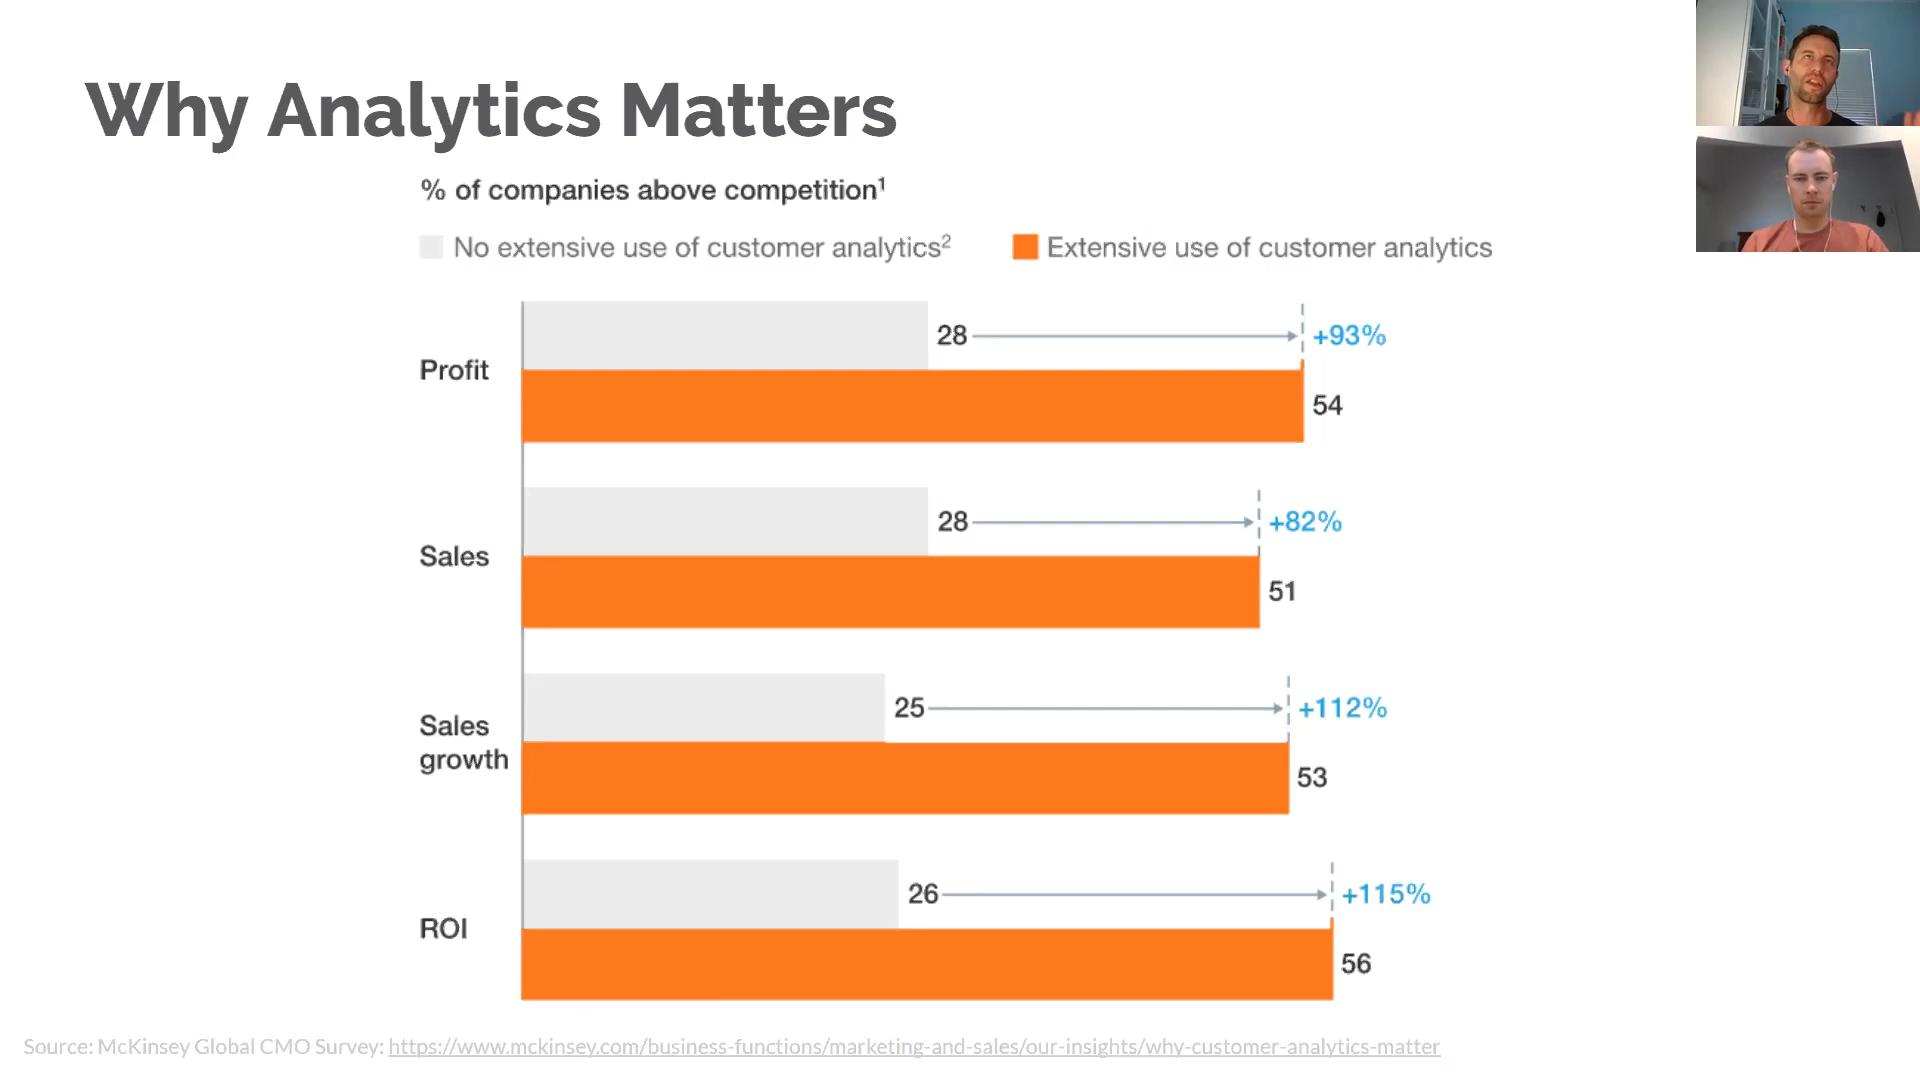 Why Analytics Matters
% of companies above competition¹
No extensive use of customer analytics²
Extensive use of customer analytics
28
+93%
Profit
54
28
+82%
Sales
51
25
+112%
Sales
growth
53
26
+115%
ROI
56
Source: McKinsey Global CMO Survey: https://www.mckinsey.com/business-functions/marketing-and-sales/our-insights/why-customer-analytics-matter